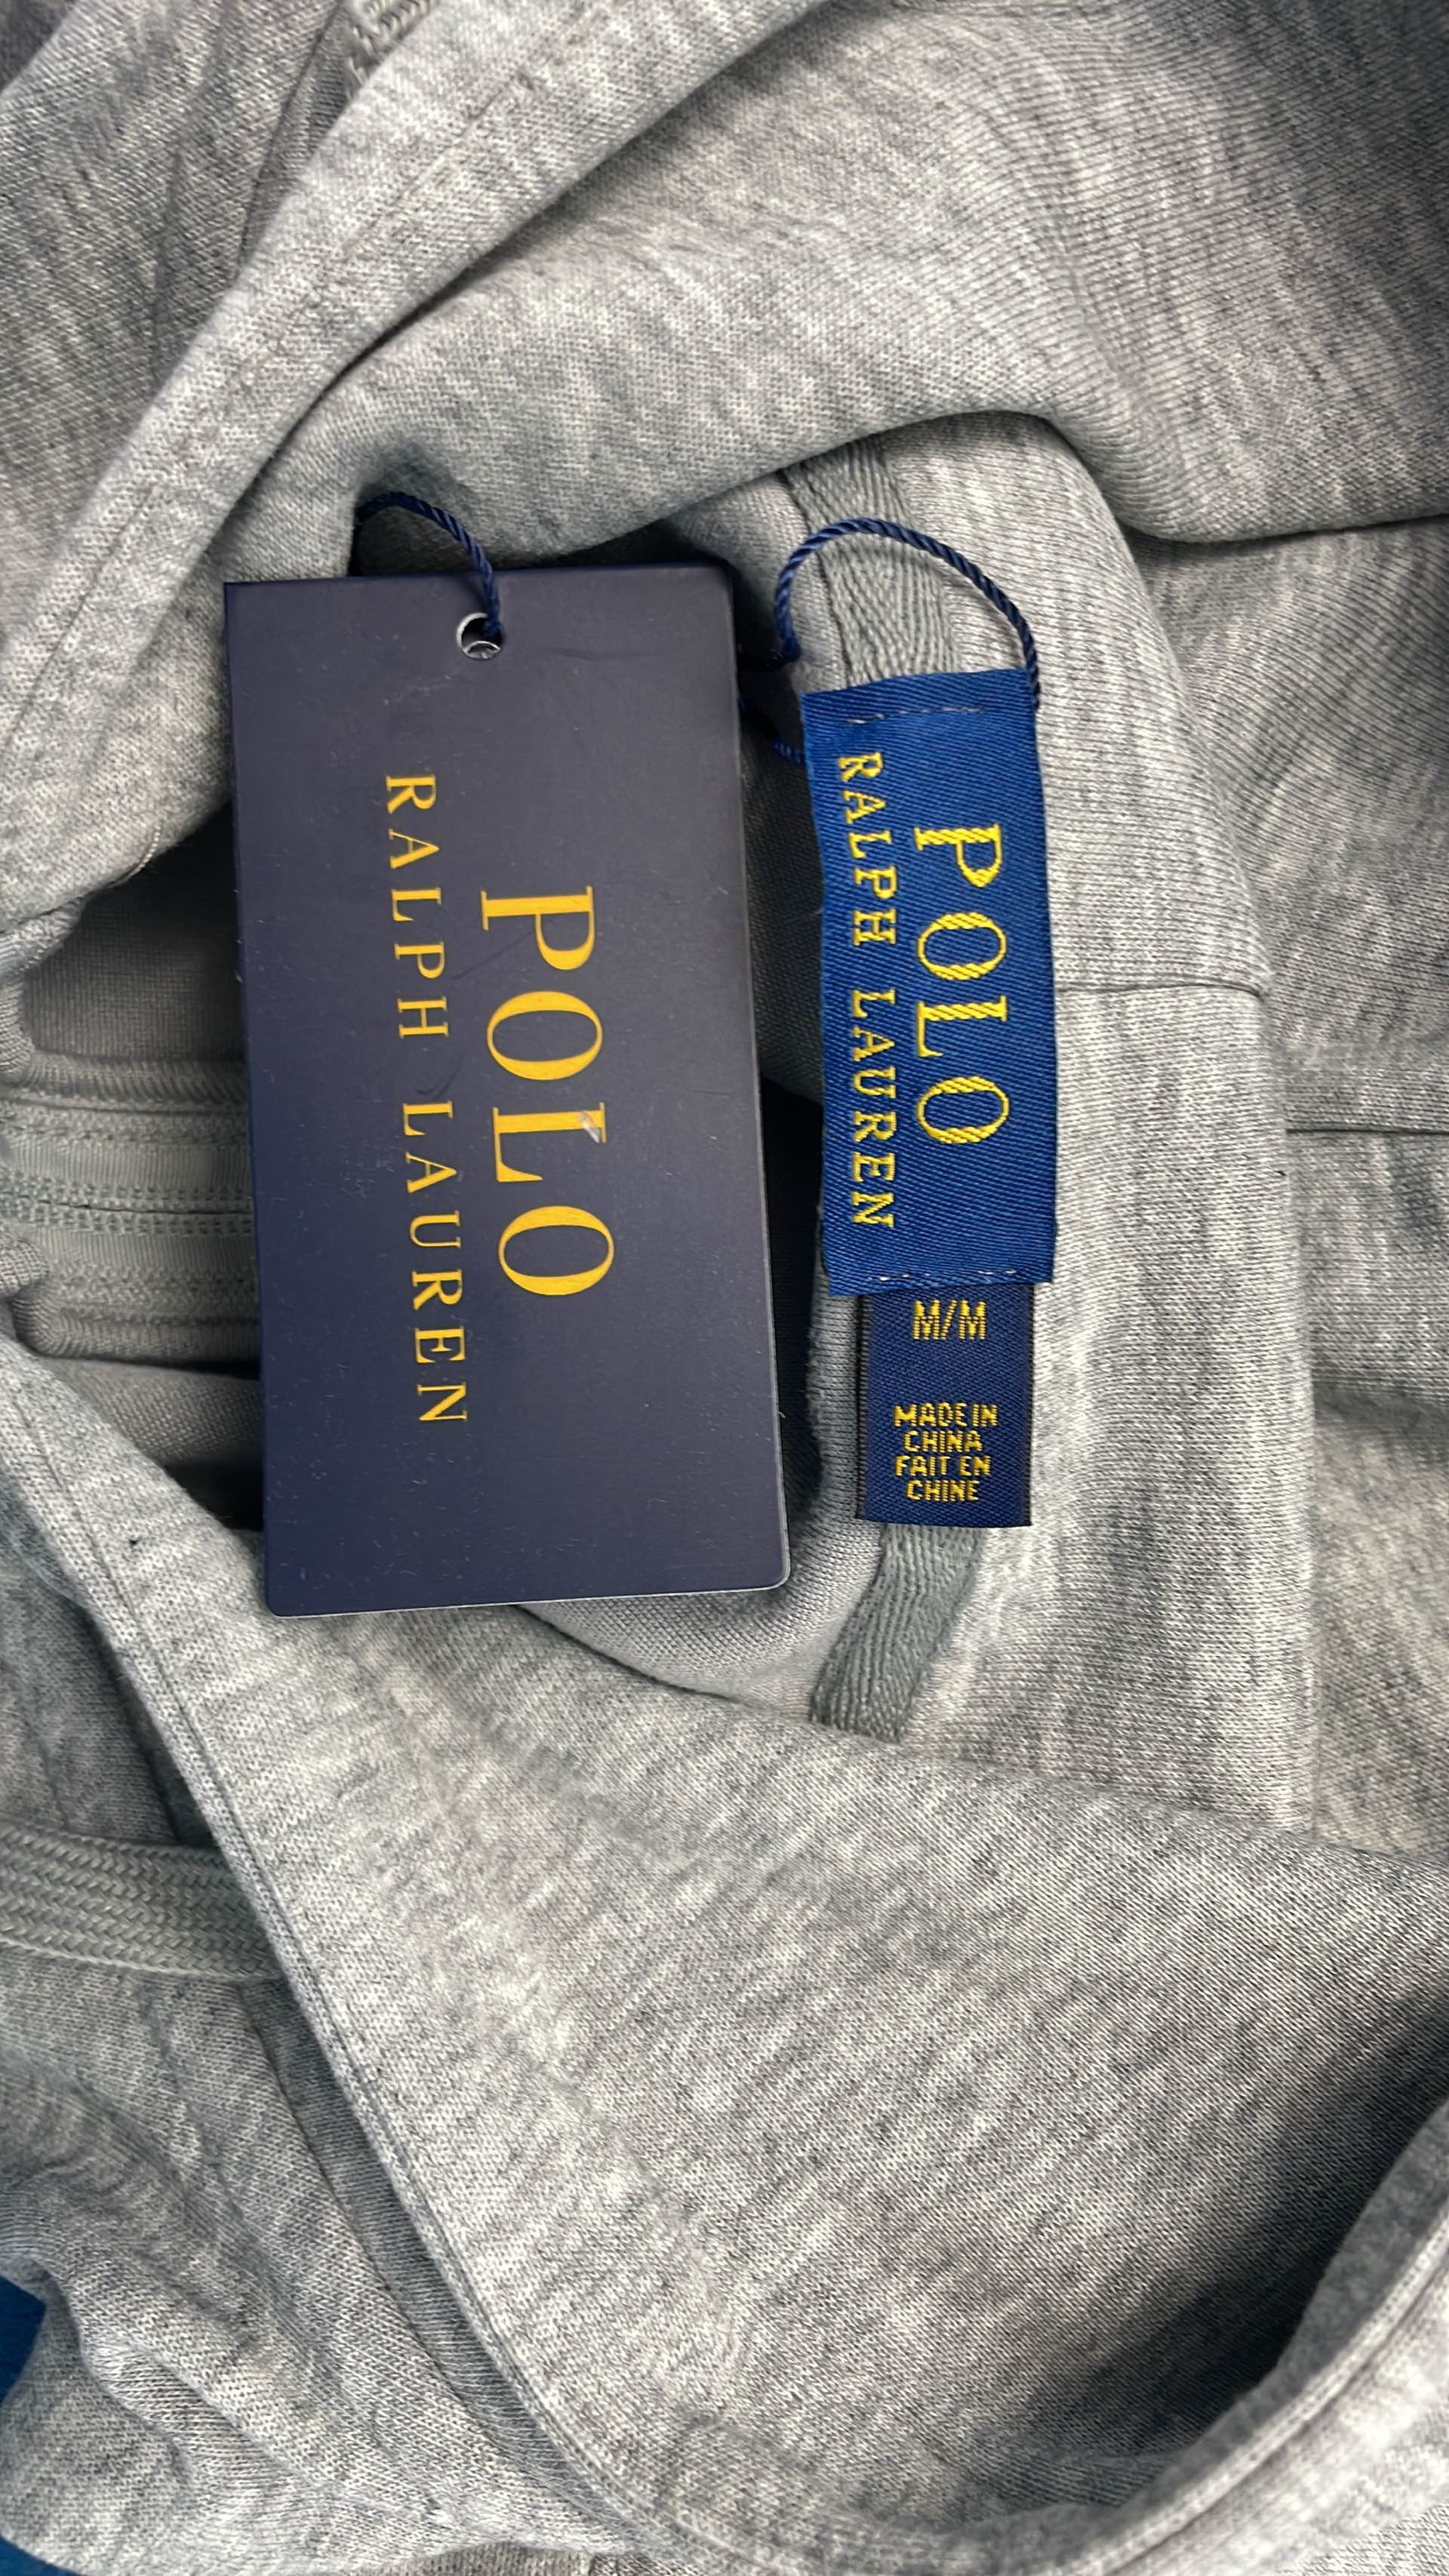 POLO
RALPH LAUREN
POLO
RALPH LAUREN
M/M
MADE IN
CHINA
FAIT EN
CHINE